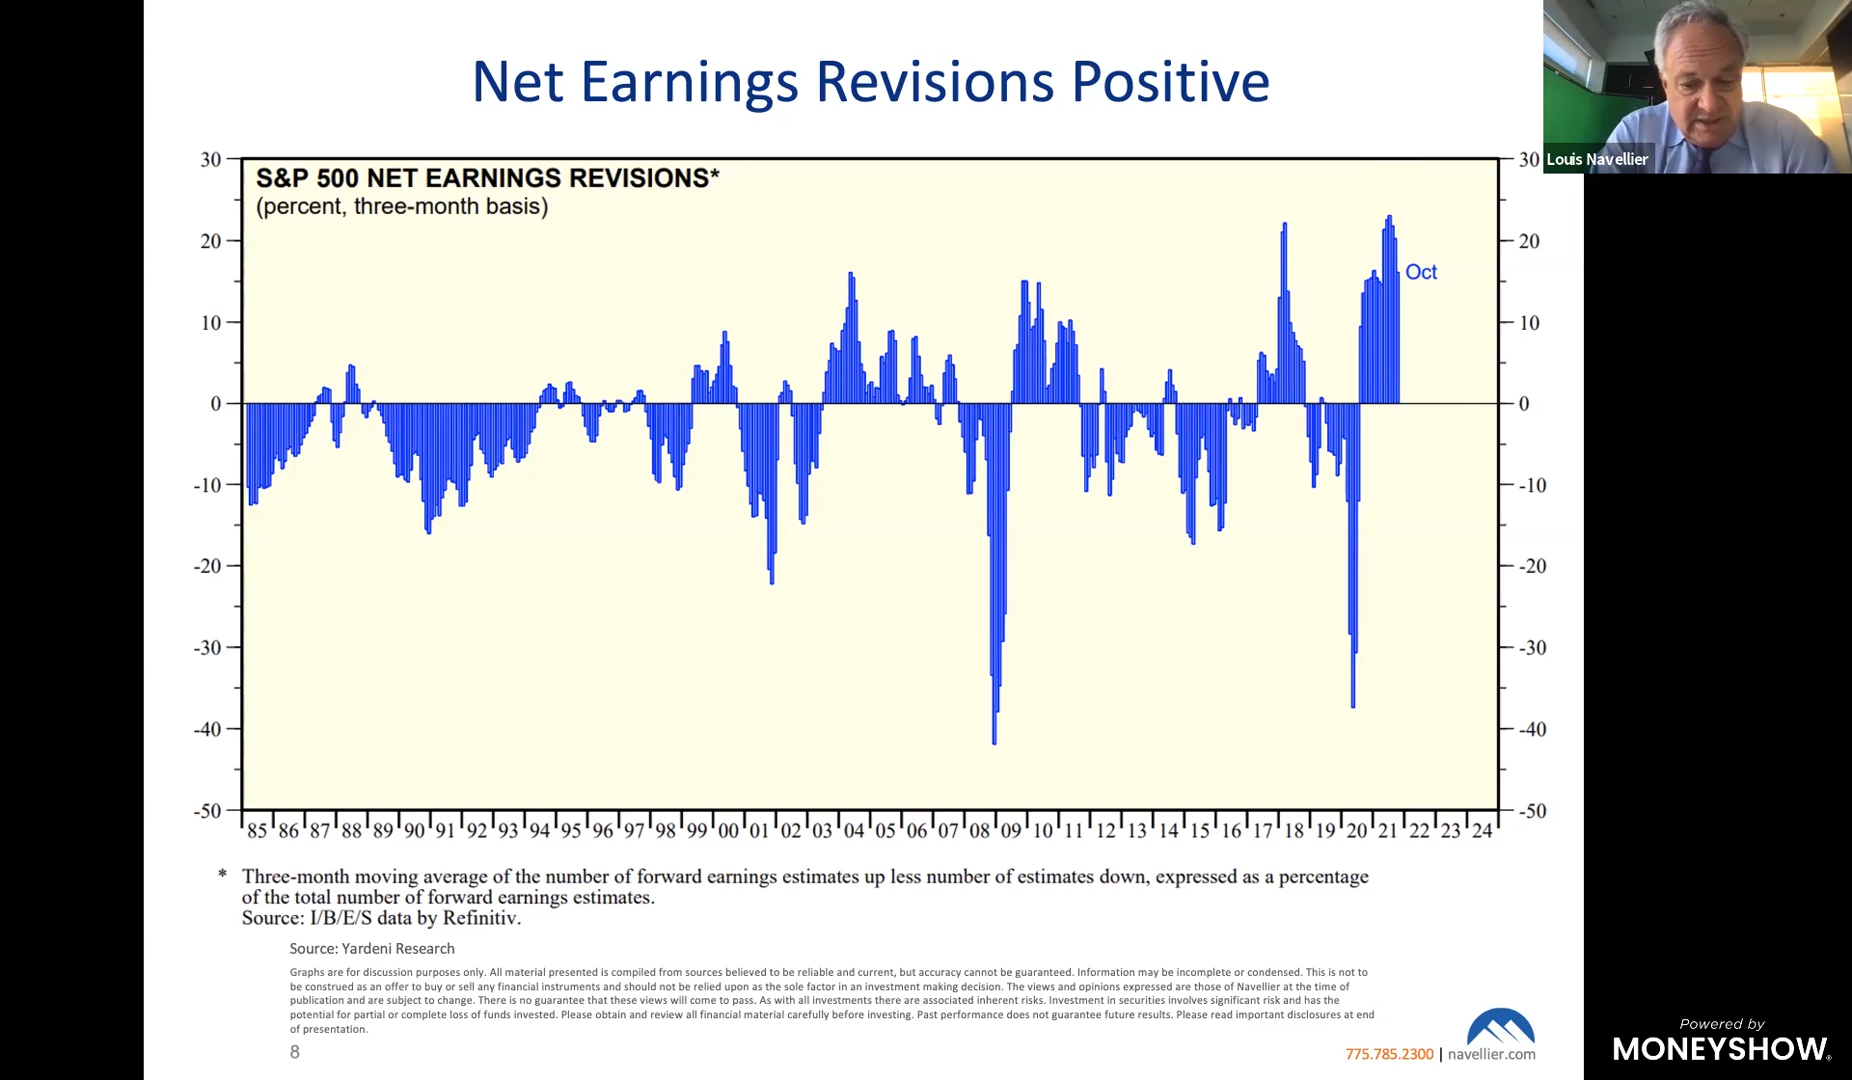 Net Earnings Revisions Positive
Louis Navellier
S&P 500 NET EARNINGS REVISIONS*
(percent, three-month basis)
30
20
10
0
-10
-20
-30
-40
-50
30
20
10
0
-10
-20
-30
-40
-50
Oct
85 86 87 88 89 90 91 92 93 94 95 96 97 98 99 00 01 02 03 04 05 06 07 08 09 10 11 12 13 14 15 16 17 18 19 20 21 22 23 24
* Three-month moving average of the number of forward earnings estimates up less number of estimates down, expressed as a percentage
of the total number of forward earnings estimates.
Source: I/B/E/S data by Refinitiv.
Source: Yardeni Research
Graphs are for discussion purposes only. All material presented is compiled from sources believed to be reliable and current, but accuracy cannot be guaranteed. Information may be incomplete or condensed. This is not to
be construed as an offer to buy or sell any financial instruments and should not be relied upon as the sole factor in an investment making decision. The views and opinions expressed are those of Navellier at the time of
publication and are subject to change. There is no guarantee that these views will come to pass. As with all investments there are associated inherent risks. Investment in securities involves significant risk and has the
potential for partial or complete loss of funds invested. Please obtain and review all financial material carefully before investing. Past performance does not guarantee future results. Please read important disclosures at end
of presentation.
8
775.785.2300 | navellier.com
Powered by
MONEYSHOW®